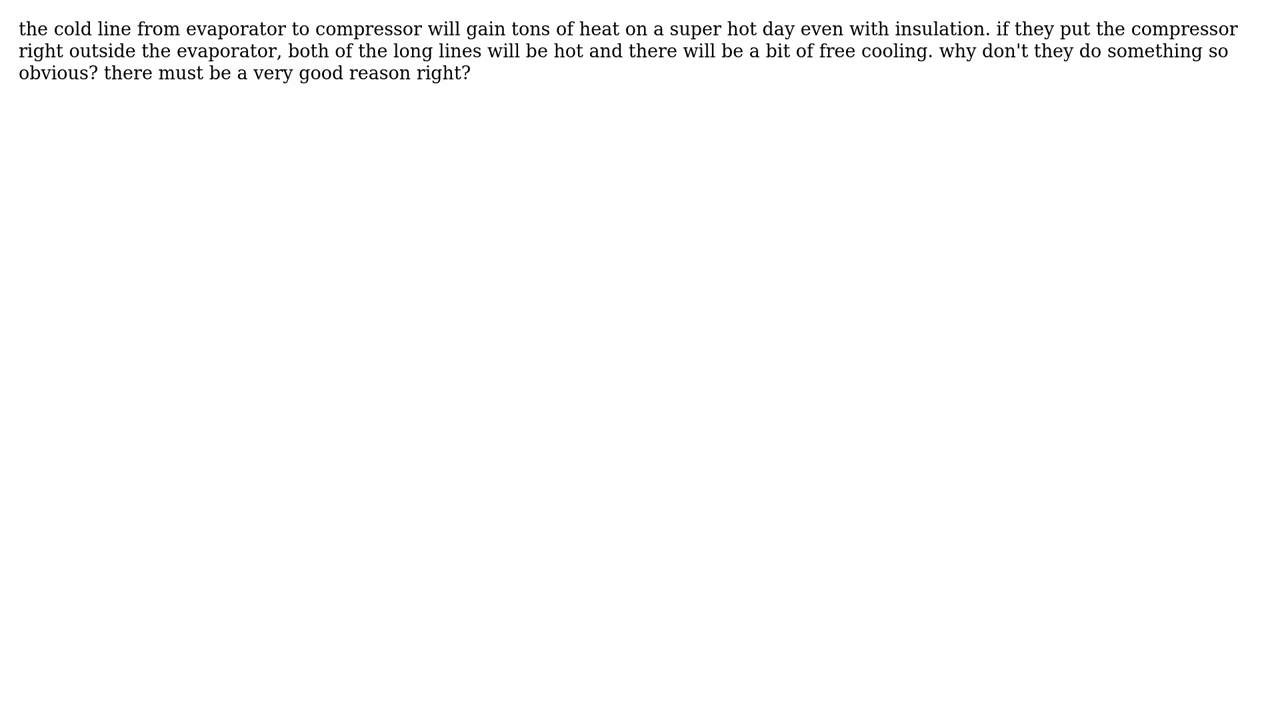 the cold line from evaporator to compressor will gain tons of heat on a super hot day even with insulation. if they put the compressor
right outside the evaporator, both of the long lines will be hot and there will be a bit of free cooling. why don't they do something so
obvious? there must be a very good reason right?